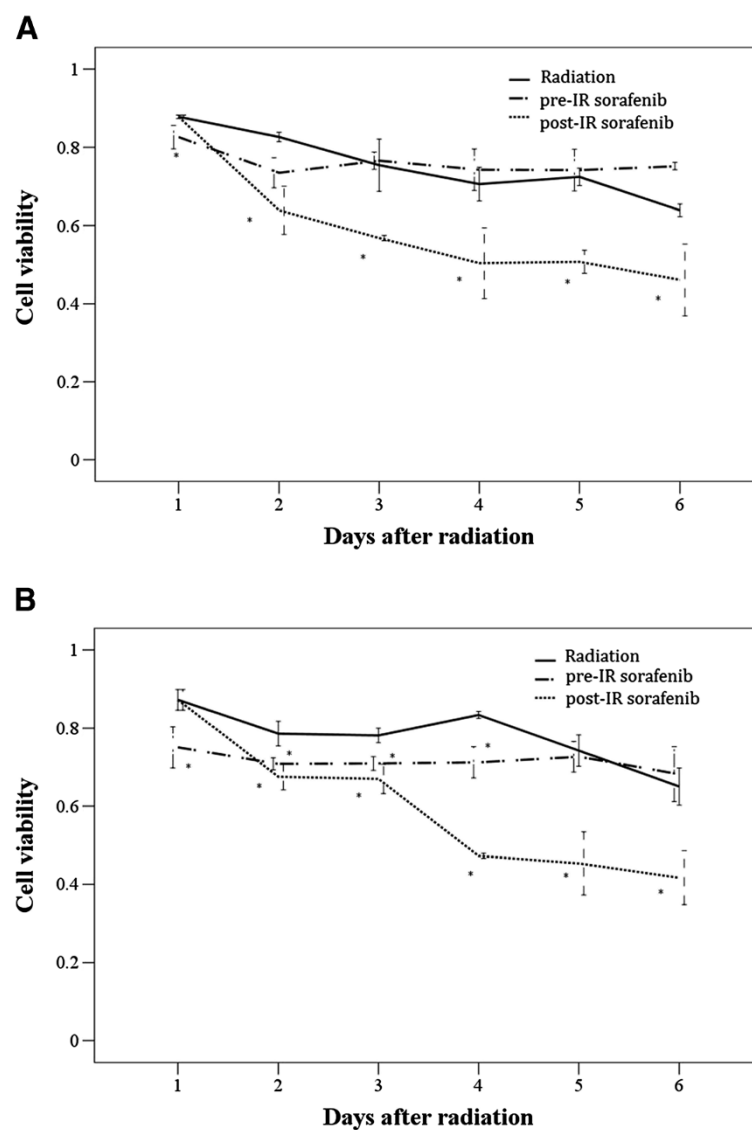 A
Radiation
pre-IR sorafenib
post-IR sorafenib
1
0.8
0.6
0.4
0.2
0
Cell viability
*
*
*
*
*
*
1 2 3 4 5 6
Days after radiation
B
Radiation
pre-IR sorafenib
post-IR sorafenib
1
0.8
0.6
0.4
0.2
0
Cell viability
* * *
* * *
* * *
1 2 3 4 5 6
Days after radiation